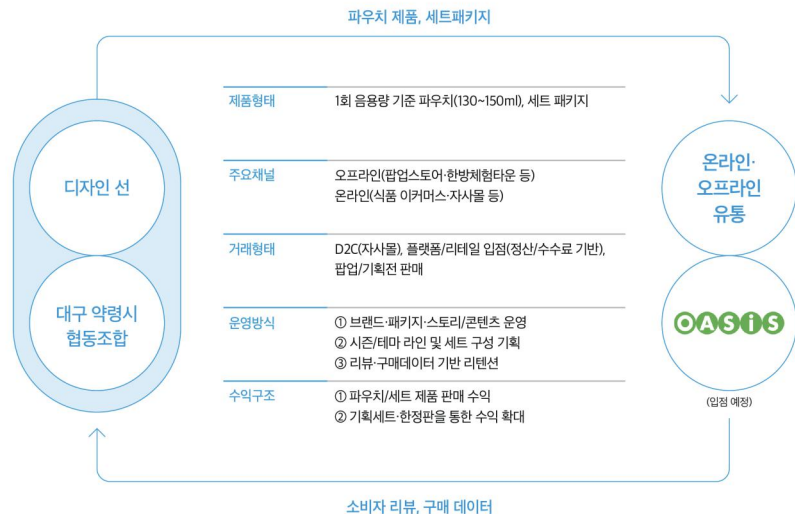 파우치 제품, 세트패키지
디자인 선
대구 약령시
협동조합
제품형태
1회 음용량 기준 파우치(130~150ml), 세트 패키지
주요채널
오프라인(팝업스토어·한방체험타운 등)
온라인(식품 이커머스·자사몰 등)
거래형태
D2C(자사몰), 플랫폼/리테일 입점(정산/수수료 기반),
팝업/기획전 판매
운영방식
① 브랜드·패키지·스토리/콘텐츠 운영
② 시즌/테마 라인 및 세트 구성 기획
③ 리뷰·구매데이터 기반 리텐션
수익구조
① 파우치/세트 제품 판매 수익
② 기획세트·한정판을 통한 수익 확대
온라인·
오프라인
유통
OASIS
(입점 예정)
소비자 리뷰, 구매 데이터